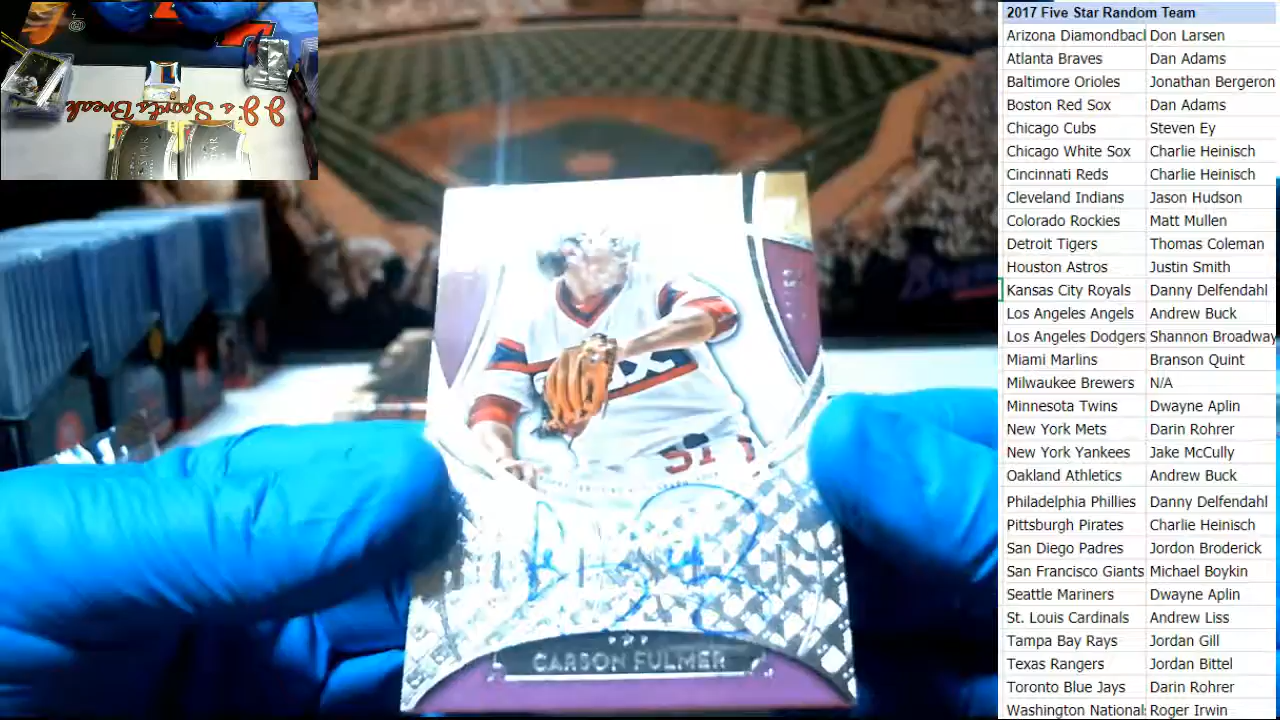 2017 Five Star Random Team
Arizona Diamondbacl Don Larsen
Atlanta Braves Dan Adams
Baltimore Orioles Jonathan Bergeron
Boston Red Sox Dan Adams
Chicago Cubs Steven Ey
Chicago White Sox Charlie Heinisch
Cincinnati Reds Charlie Heinisch
Cleveland Indians Jason Hudson
Colorado Rockies Matt Mullen
Detroit Tigers Thomas Coleman
Houston Astros Justin Smith
Kansas City Royals Danny Delfendahl
Los Angeles Angels Andrew Buck
Los Angeles Dodgers Shannon Broadway
Miami Marlins Branson Quint
Milwaukee Brewers N/A
Minnesota Twins Dwayne Aplin
New York Mets Darin Rohrer
New York Yankees Jake McCully
Oakland Athletics Andrew Buck
Philadelphia Phillies Danny Delfendahl
Pittsburgh Pirates Charlie Heinisch
San Diego Padres Jordon Broderick
San Francisco Giants Michael Boykin
Seattle Mariners Dwayne Aplin
St. Louis Cardinals Andrew Liss
Tampa Bay Rays Jordan Gill
Texas Rangers Jordan Bittel
Toronto Blue Jays Darin Rohrer
Washington National Roger Irwin
J&J's Sports Break
51
CARSON FULMER